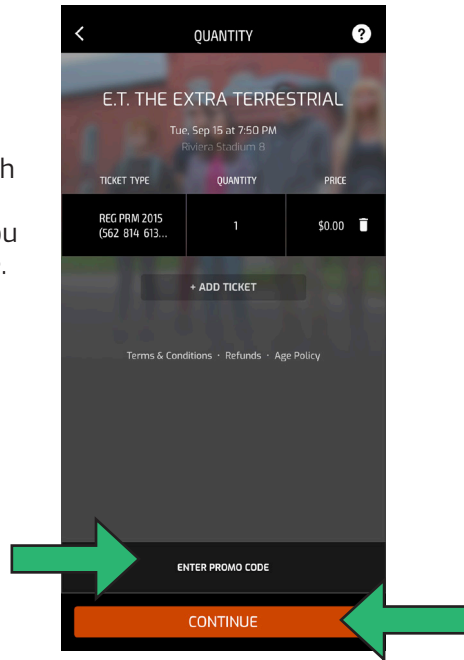 QUANTITY
?
E.T. THE EXTRA TERRESTRIAL
Tue, Sep 15 at 7:50 PM
Riviera Stadium 8
TICKET TYPE QUANTITY PRICE
REG PRM 2015
(562 814 613... 1 $0.00
+ ADD TICKET
Terms & Conditions · Refunds · Age Policy
ENTER PROMO CODE
CONTINUE